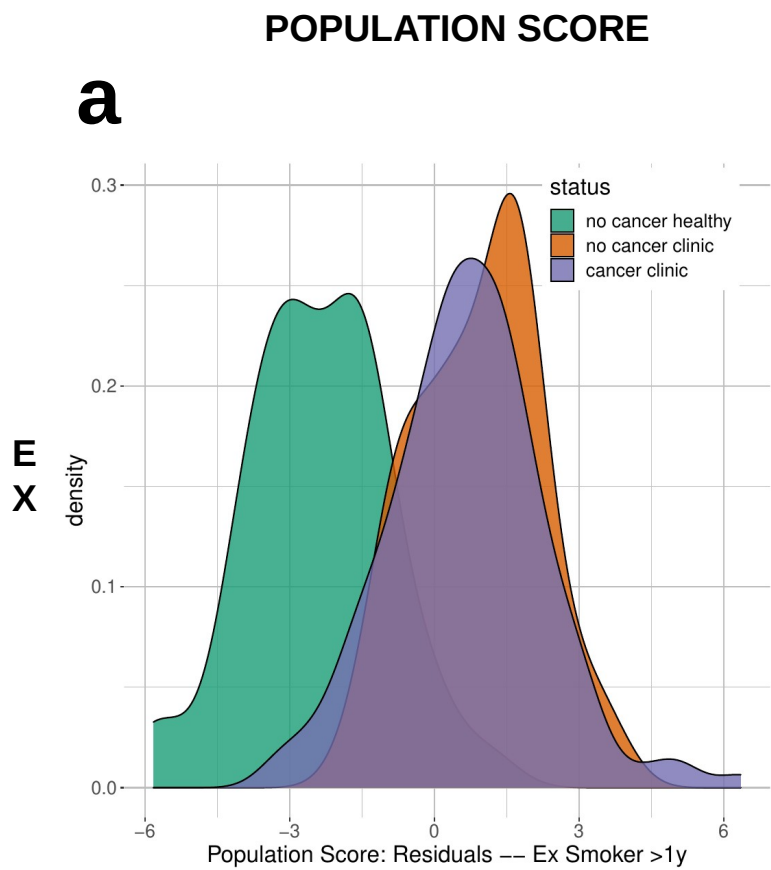 POPULATION SCORE
a
status
no cancer healthy
no cancer clinic
cancer clinic
0.3
0.2
0.1
0.0
density
E
X
−6 −3 0 3 6
Population Score: Residuals −− Ex Smoker >1y